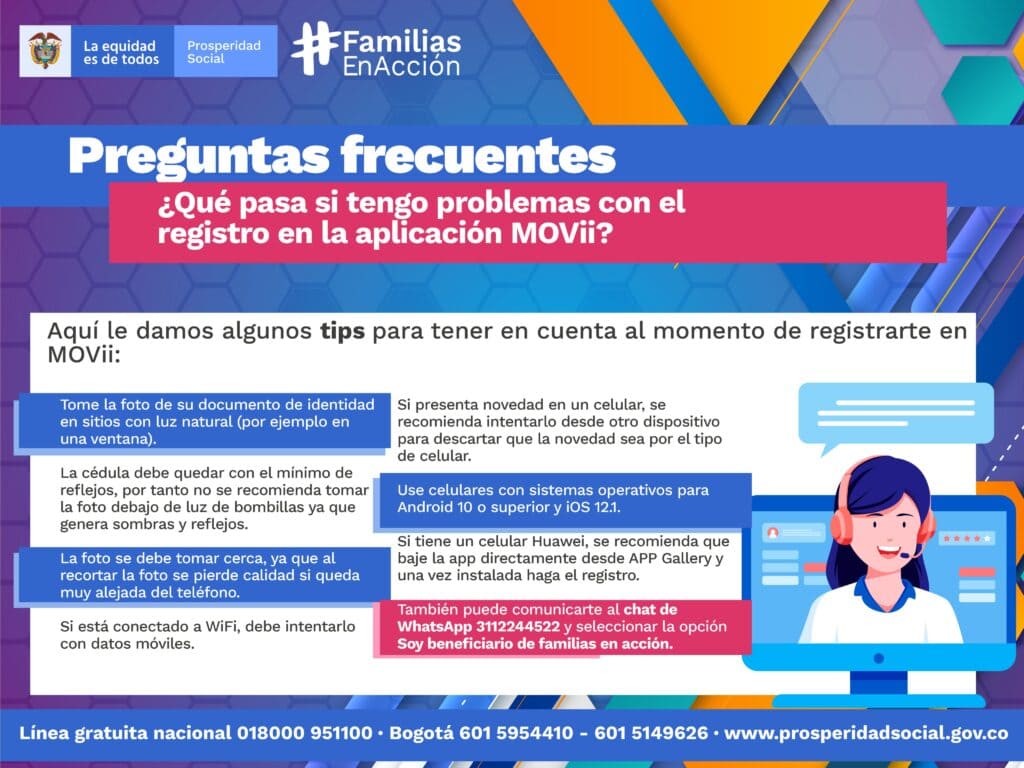 La equidad
es de todos
Prosperidad
Social
#Familias
EnAcción
Preguntas frecuentes
¿Qué pasa si tengo problemas con el
registro en la aplicación MOVii?
Aquí le damos algunos tips para tener en cuenta al momento de registrarte en
MOVii:
Tome la foto de su documento de identidad
en sitios con luz natural (por ejemplo en
una ventana).
La cédula debe quedar con el mínimo de
reflejos, por tanto no se recomienda tomar
la foto debajo de luz de bombillas ya que
genera sombras y reflejos.
La foto se debe tomar cerca, ya que al
recortar la foto se pierde calidad si queda
muy alejada del teléfono.
Si está conectado a WiFi, debe intentarlo
con datos móviles.
Si presenta novedad en un celular, se
recomienda intentarlo desde otro dispositivo
para descartar que la novedad sea por el tipo
de celular.
Use celulares con sistemas operativos para
Android 10 o superior y iOS 12.1.
Si tiene un celular Huawei, se recomienda que
baje la app directamente desde APP Gallery y
una vez instalada haga el registro.
También puede comunicarte al chat de
WhatsApp 3112244522 y seleccionar la opción
Soy beneficiario de familias en acción.
Línea gratuita nacional 018000 951100 · Bogotá 601 5954410 - 601 5149626 · www.prosperidadsocial.gov.co